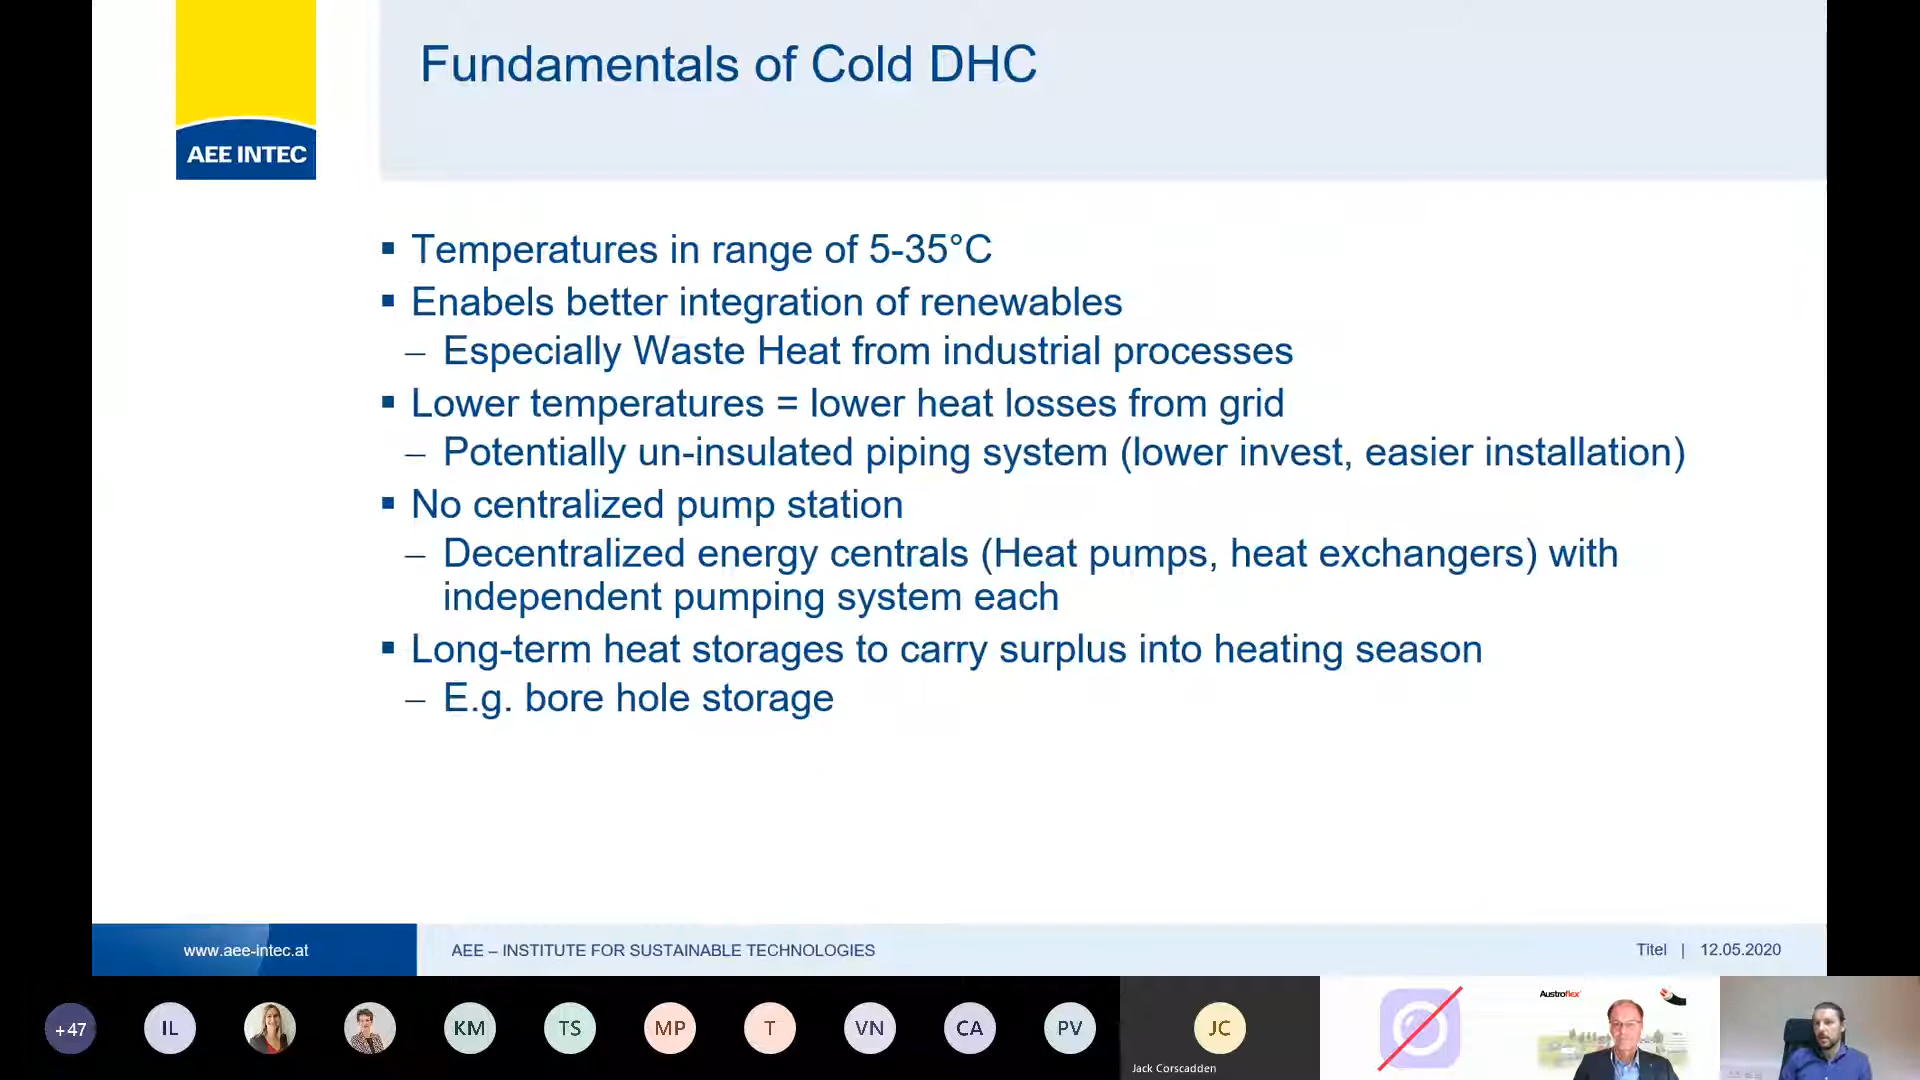 Fundamentals of Cold DHC
AEE INTEC
▪ Temperatures in range of 5-35°C
▪ Enabels better integration of renewables
– Especially Waste Heat from industrial processes
▪ Lower temperatures = lower heat losses from grid
– Potentially un-insulated piping system (lower invest, easier installation)
▪ No centralized pump station
– Decentralized energy centrals (Heat pumps, heat exchangers) with
independent pumping system each
▪ Long-term heat storages to carry surplus into heating season
– E.g. bore hole storage
www.aee-intec.at
AEE – INSTITUTE FOR SUSTAINABLE TECHNOLOGIES
Titel | 12.05.2020
+47
IL
KM
TS
MP
T
VN
CA
PV
JC
Jack Corscadden
Austroflex